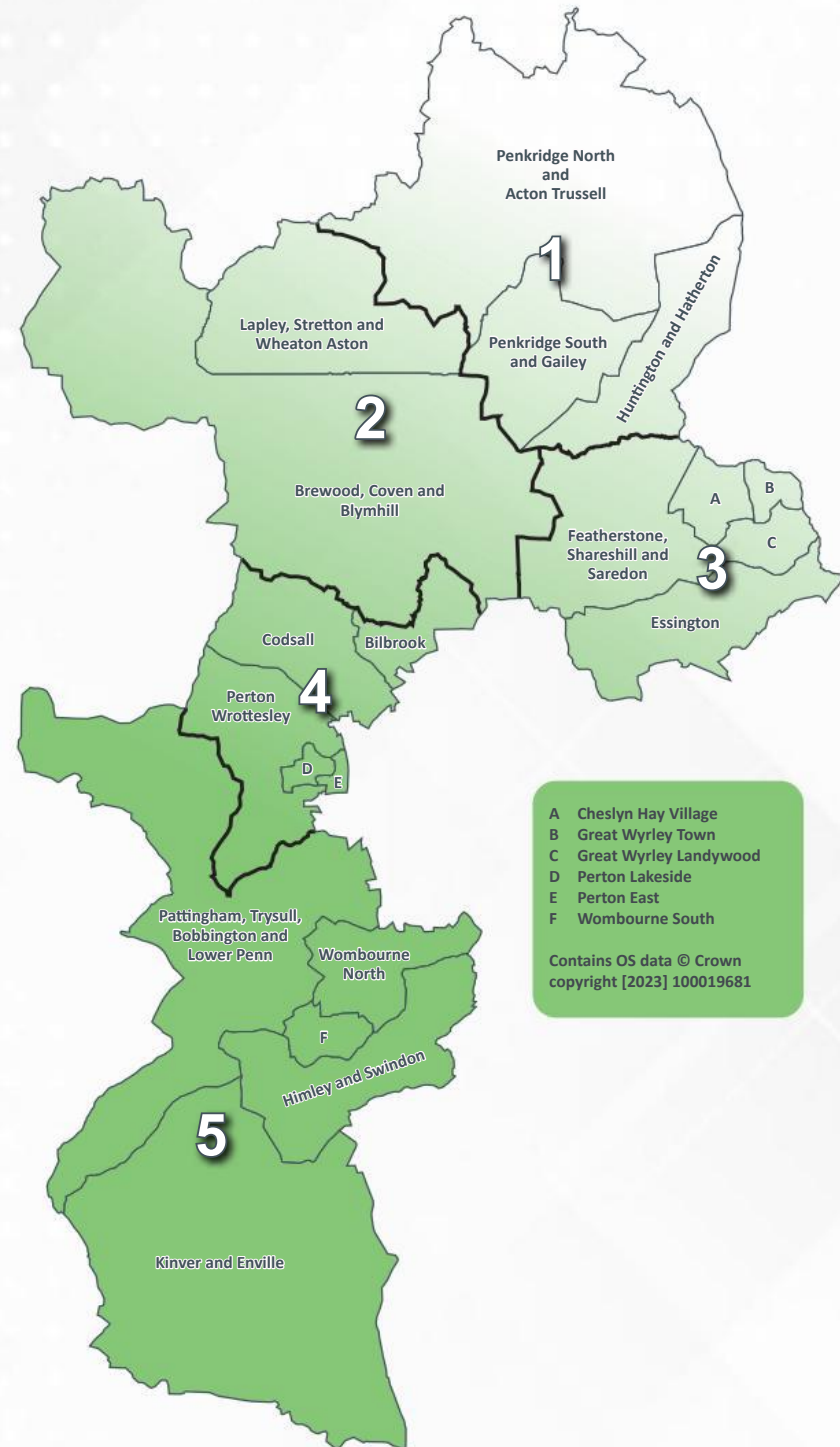 Penkridge North
and
Acton Trussell
1
Huntington and Hatherton
Lapley, Stretton and
Wheaton Aston
Penkridge South
and Gailey
2
Brewood, Coven and
Blymhill
A
B
C
Featherstone,
Shareshill and
Saredon
3
Essington
Codsall
Bilbrook
4
Perton
Wrottesley
D
E
A Cheslyn Hay Village
B Great Wyrley Town
C Great Wyrley Landywood
D Perton Lakeside
E Perton East
F Wombourne South
Contains OS data © Crown
copyright [2023] 100019681
Pattingham, Trysull,
Bobbington and
Lower Penn
Wombourne
North
F
Himley and Swindon
5
Kinver and Enville